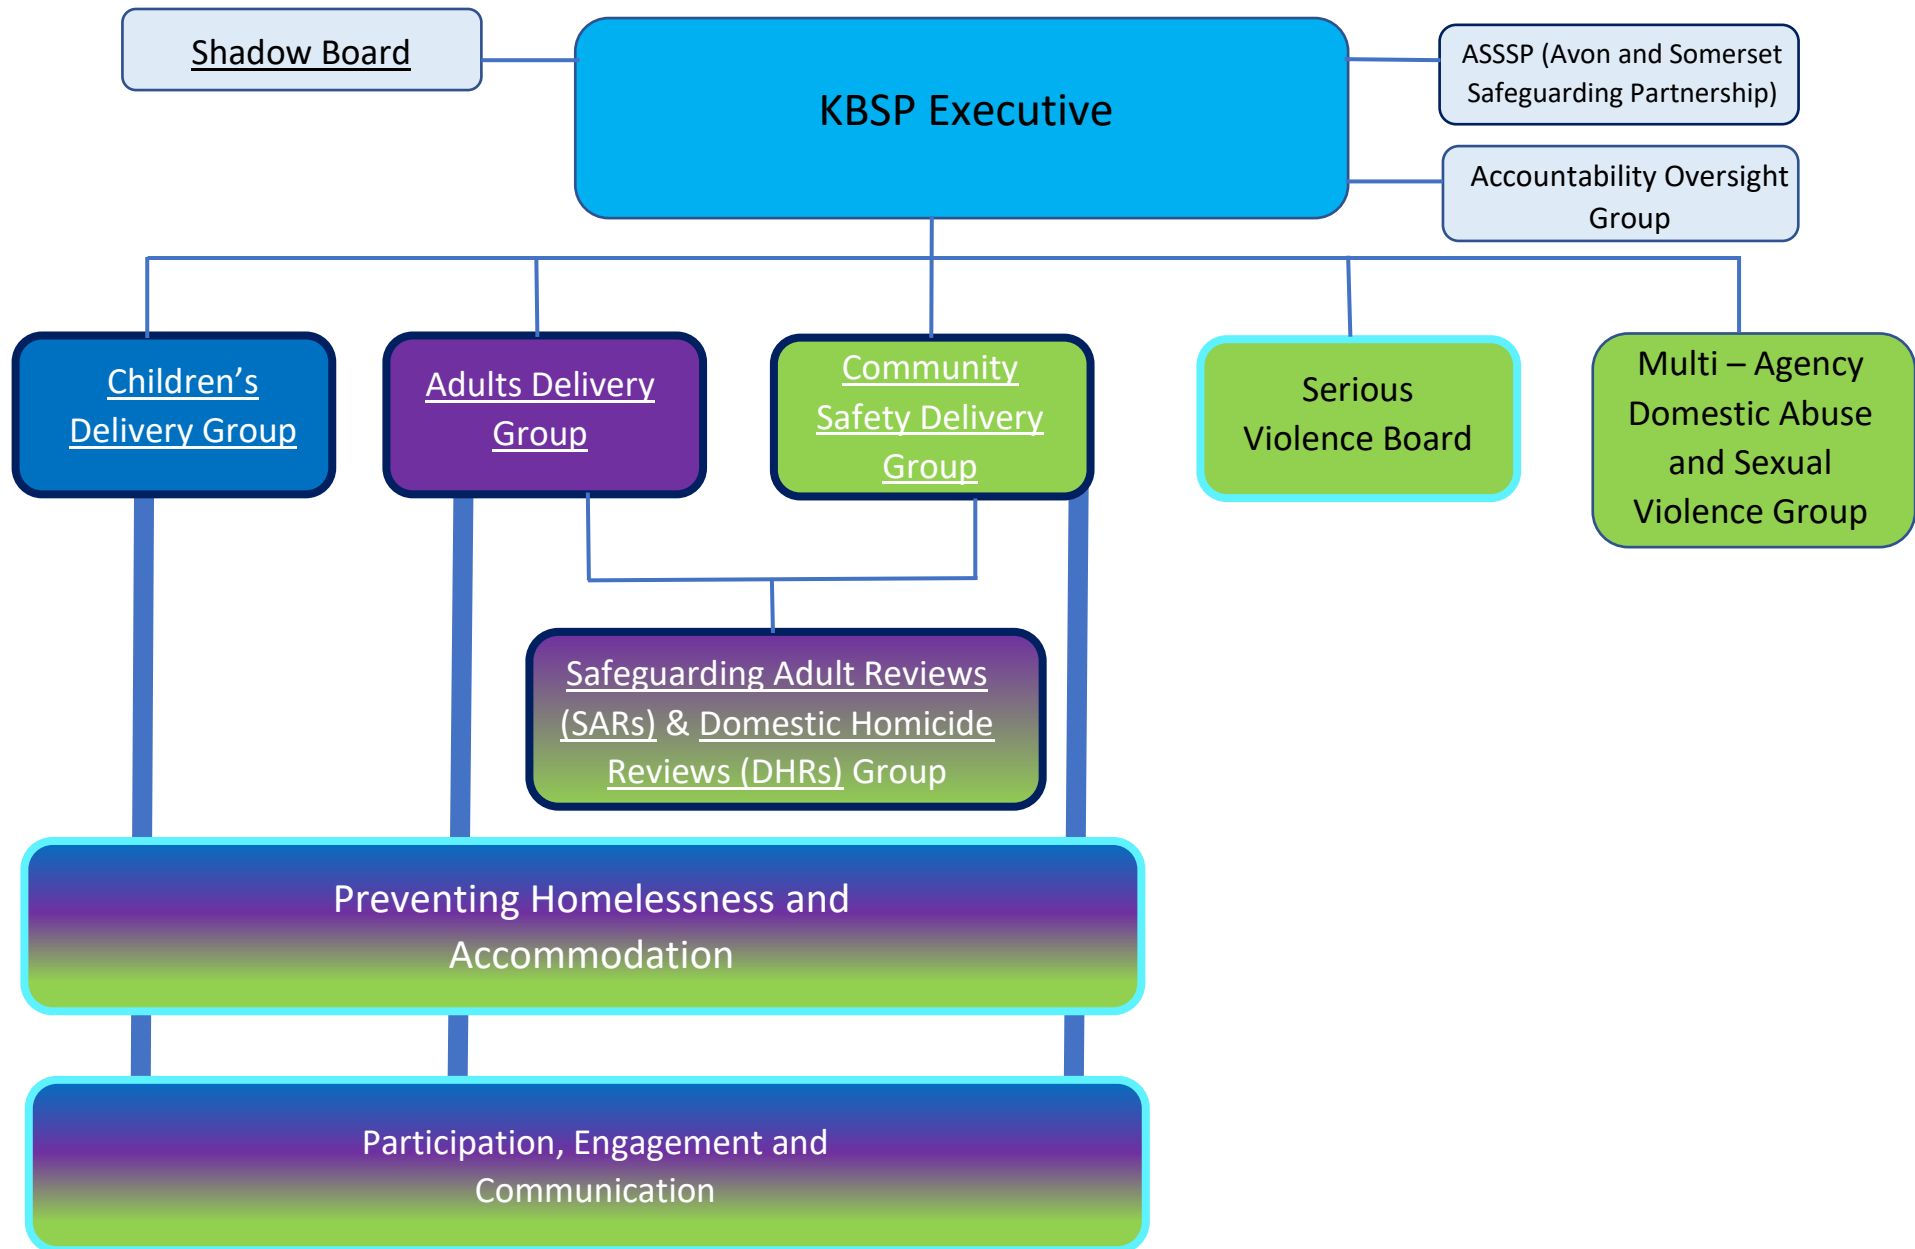 Shadow Board
KBSP Executive
ASSSP (Avon and Somerset
Safeguarding Partnership)
Accountability Oversight
Group
Children’s
Delivery Group
Adults Delivery
Group
Community
Safety Delivery
Group
Serious
Violence Board
Multi – Agency
Domestic Abuse
and Sexual
Violence Group
Safeguarding Adult Reviews
(SARs) & Domestic Homicide
Reviews (DHRs) Group
Preventing Homelessness and
Accommodation
Participation, Engagement and
Communication